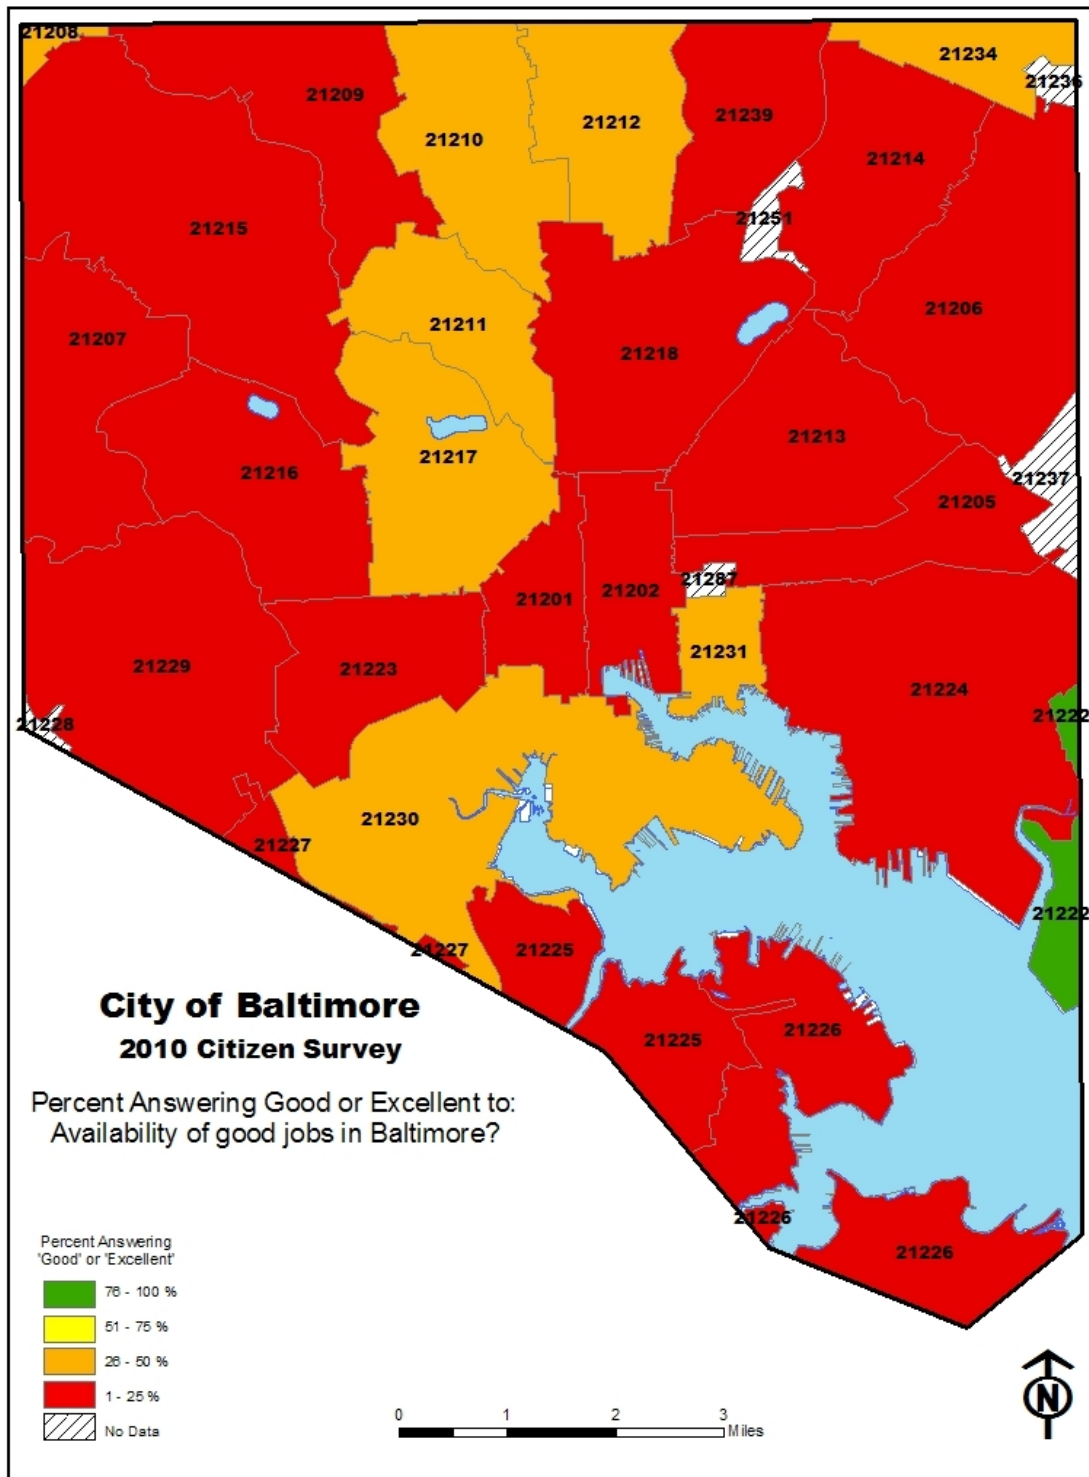 21208
21234
21236
21209
21239
21212
21210
21214
21251
21215
21206
21211
21207
21218
21213
21217
21216
21237
21205
21287
21202
21201
21231
21229
21223
21224
21222
21228
21230
21227
21222
21227
21225
City of Baltimore
21226
21225
2010 Citizen Survey
Percent Answering Good or Excellent to:
Availability of good jobs in Baltimore?
21226
21226
Percent Answering
'Good' or 'Excellent'
76 - 100 %
51 - 75 %
26 - 50 %
1 - 25 %
No Data
0 1 2 3
Miles
N